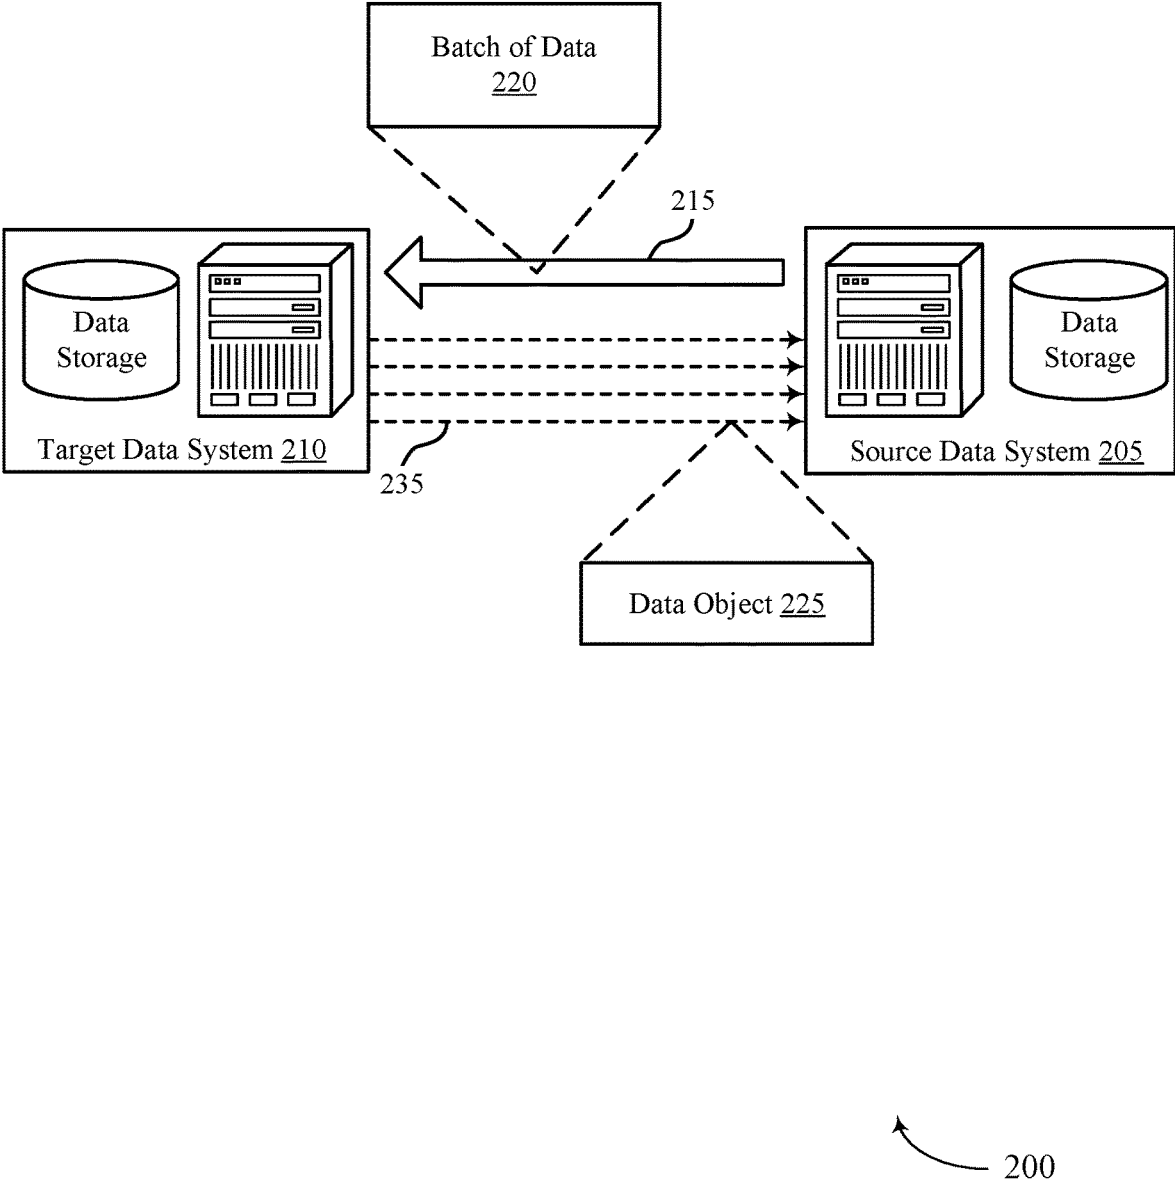 Batch of Data
220
215
Data
Storage
Target Data System 210
Data
Storage
Source Data System 205
235
Data Object 225
200